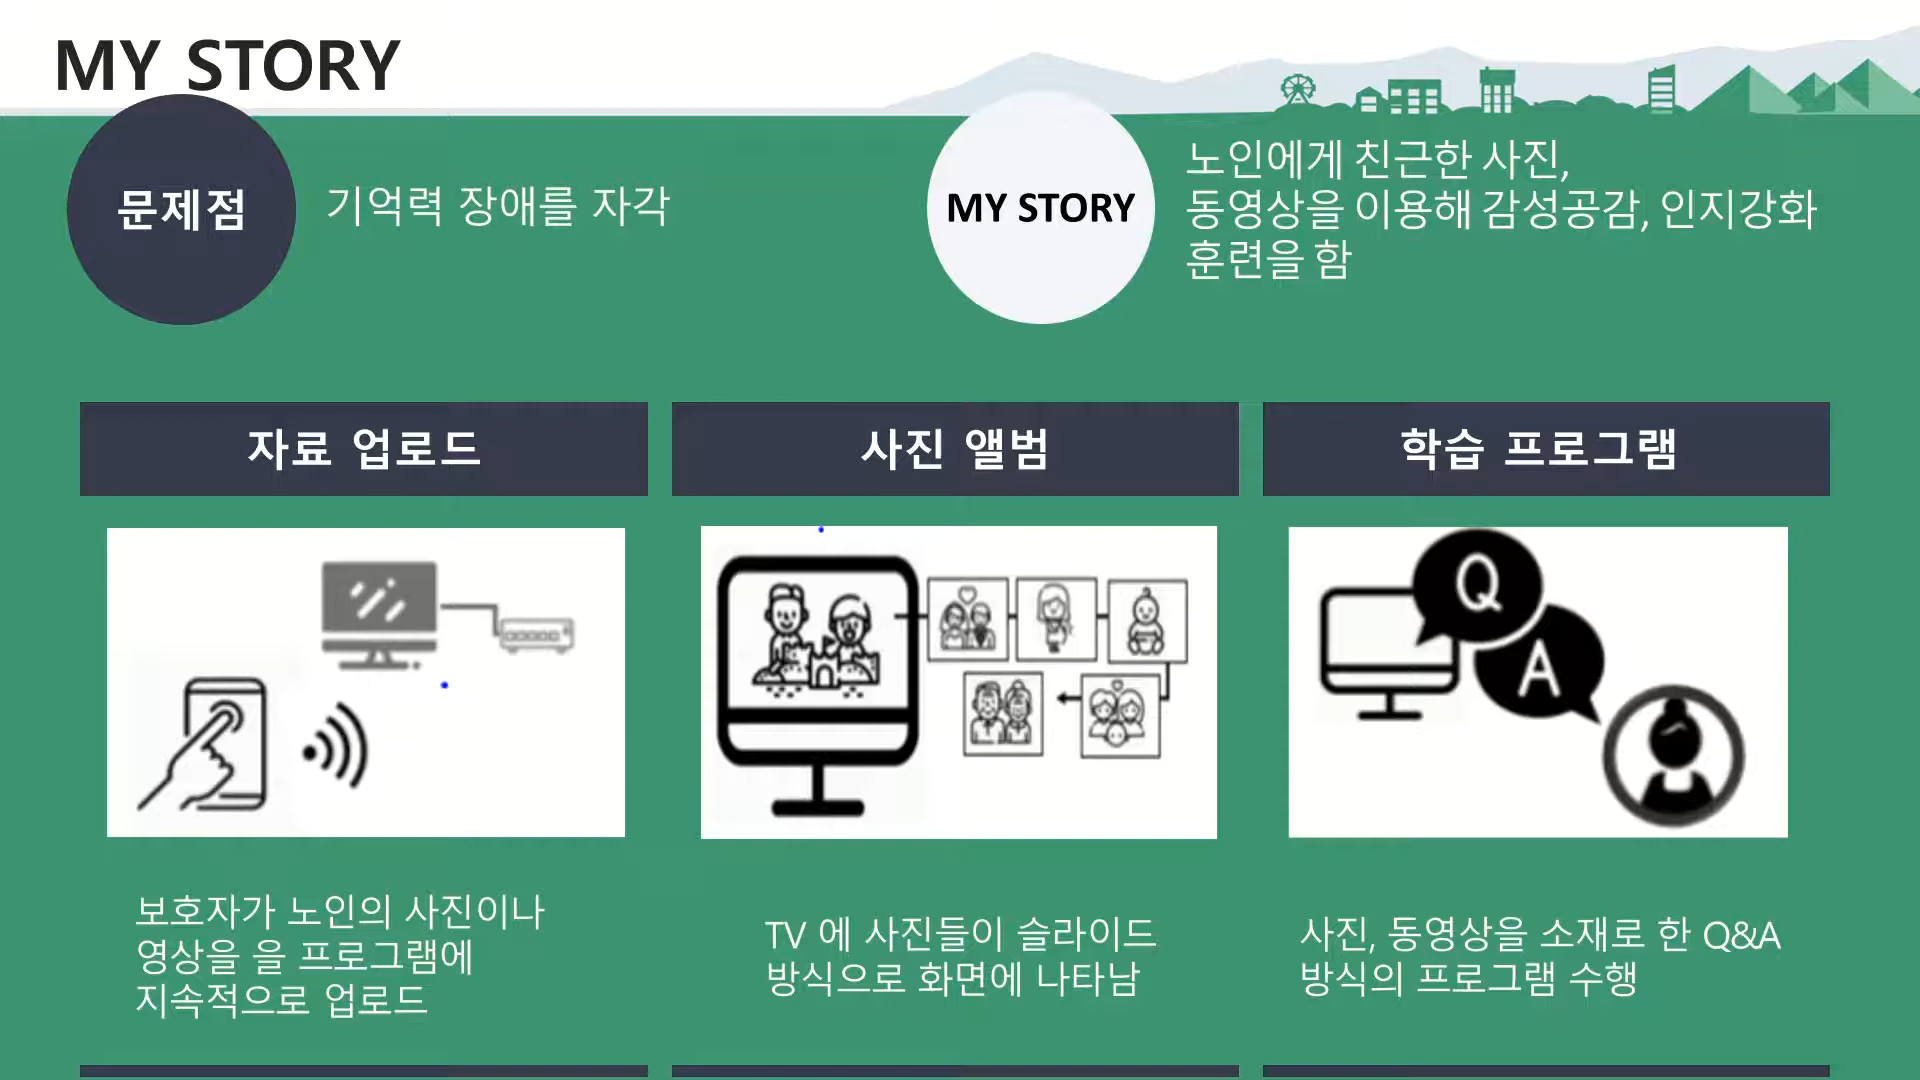 MY STORY
문제점
기억력 장애를 자각
MY STORY
노인에게 친근한 사진,
동영상을 이용해 감성공감, 인지강화
훈련을 함
자료 업로드
사진 앨범
학습 프로그램
Q
A
보호자가 노인의 사진이나
영상을 을 프로그램에
지속적으로 업로드
TV 에 사진들이 슬라이드
방식으로 화면에 나타남
사진, 동영상을 소재로 한 Q&A
방식의 프로그램 수행